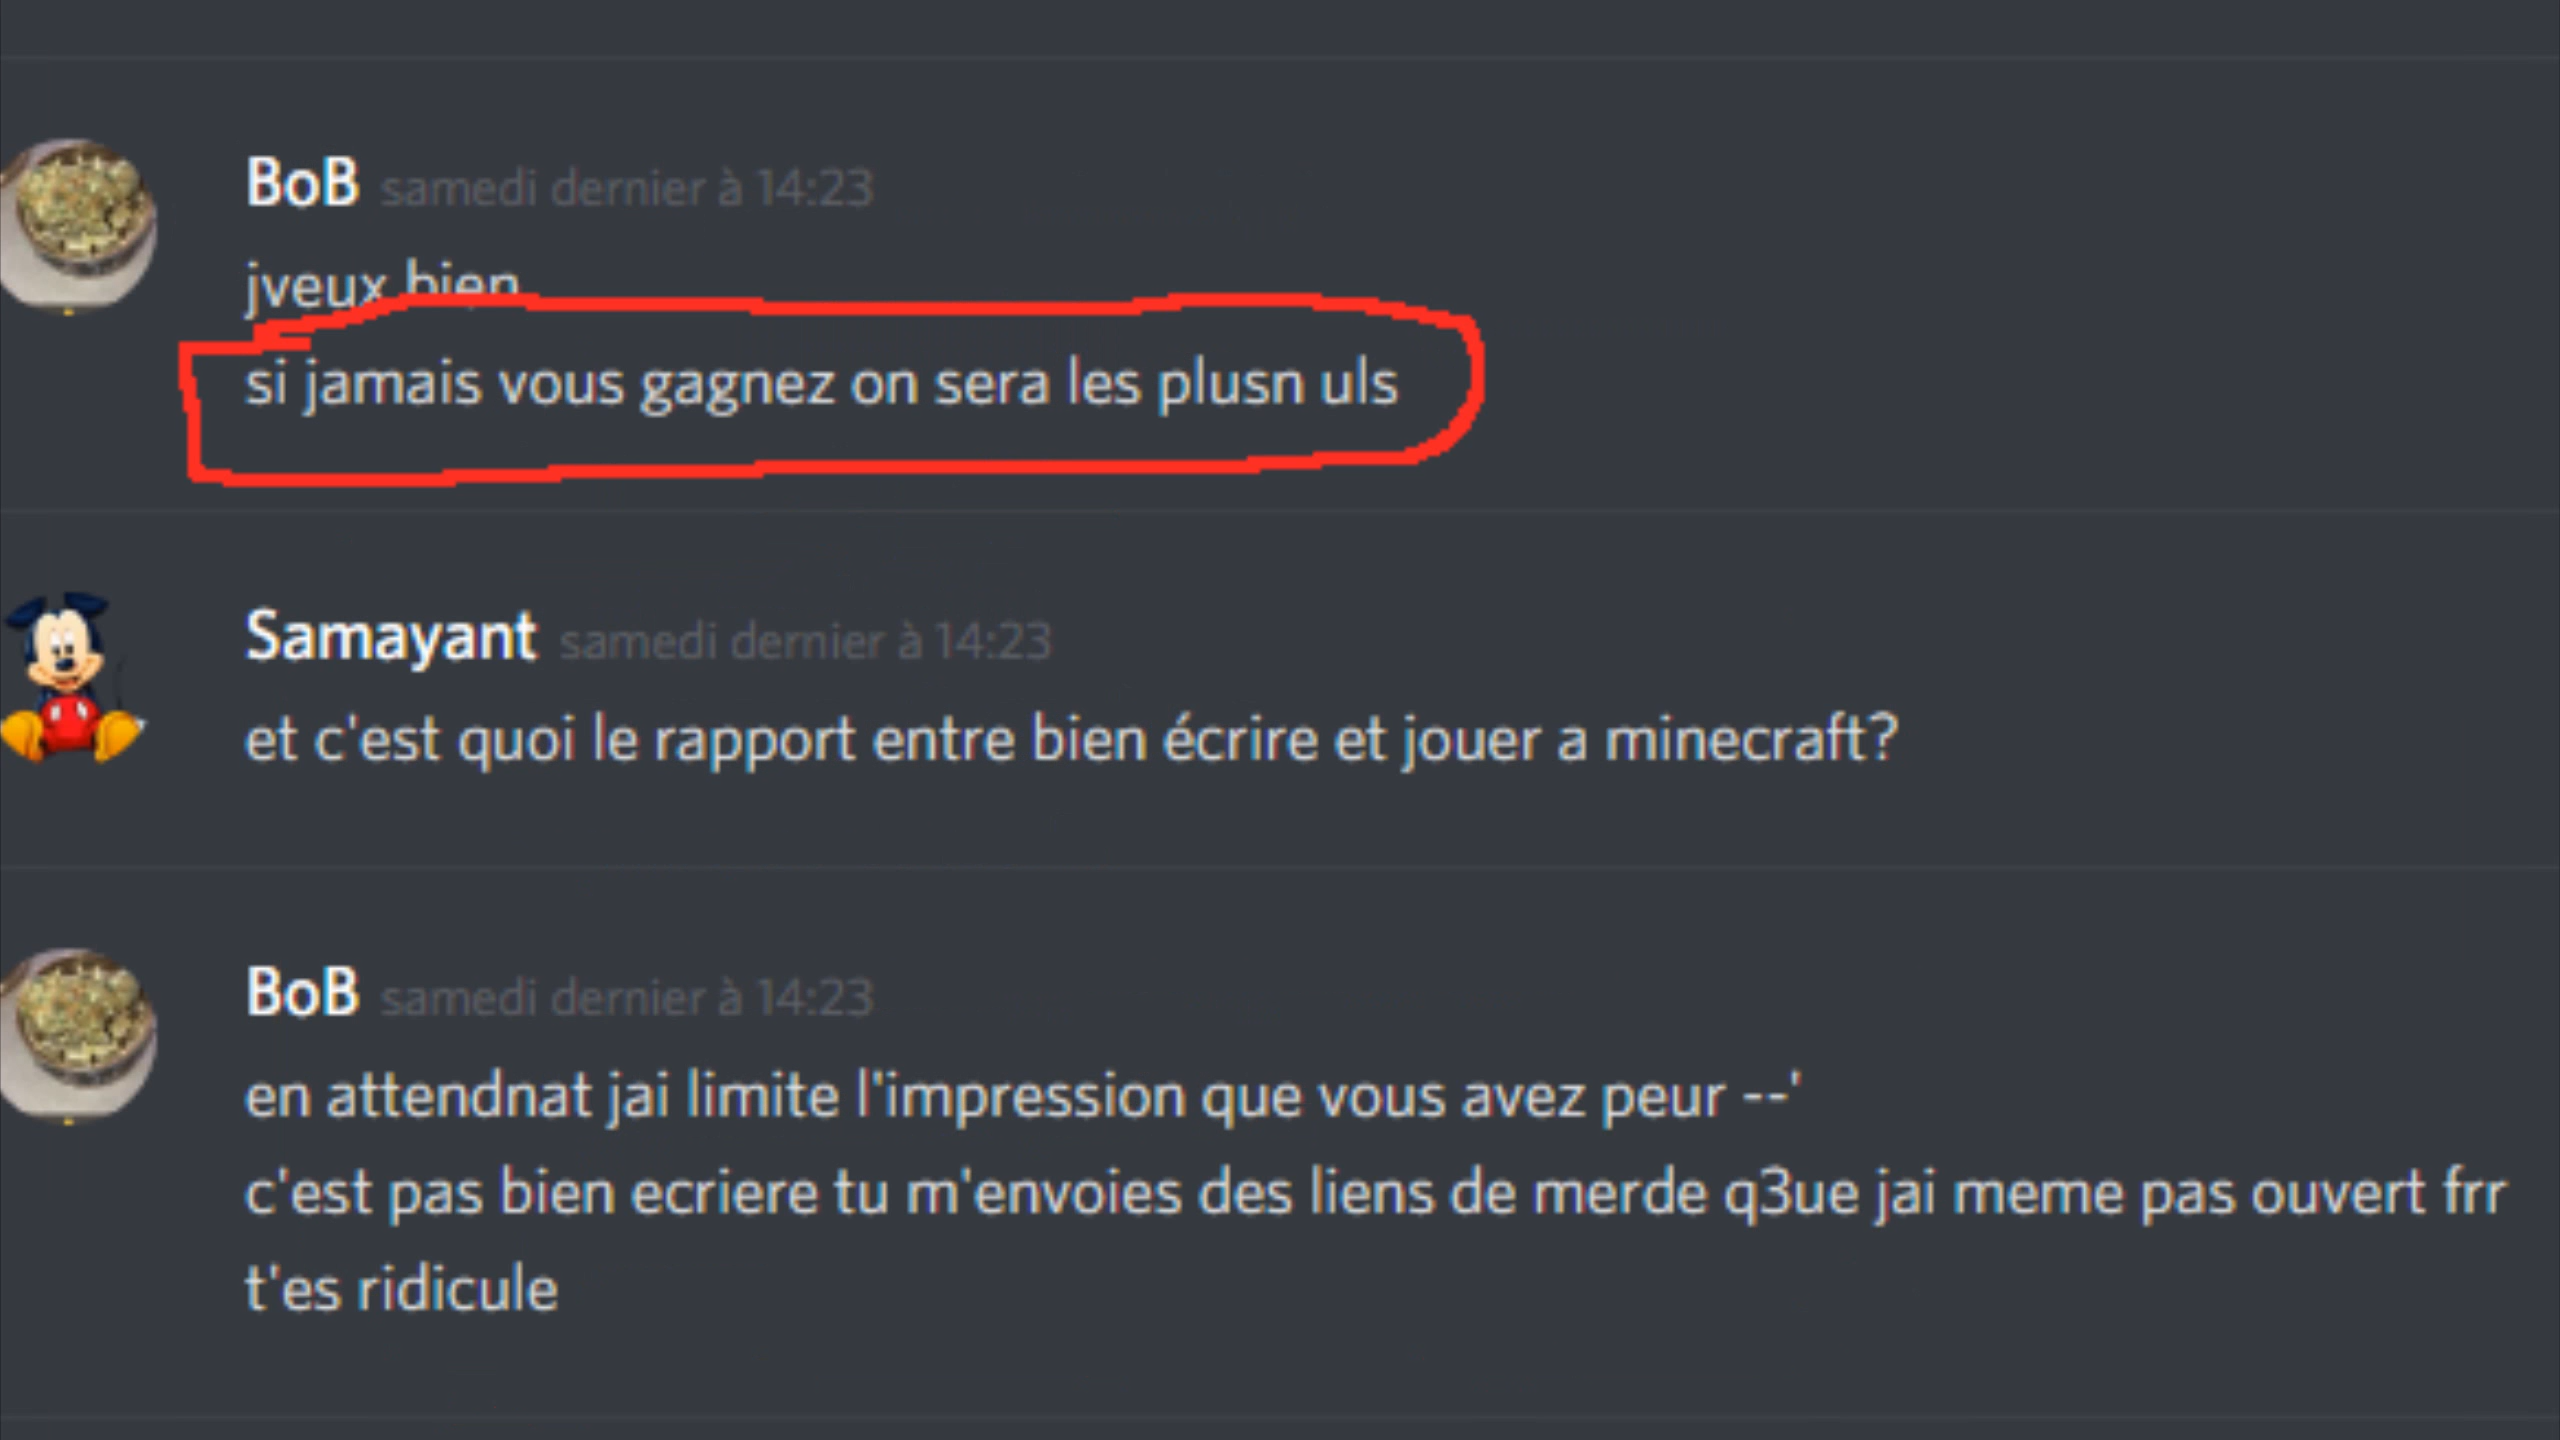 BoB samedi dernier à 14:23
jveux bien
si jamais vous gagnez on sera les plusn uls
Samayant samedi dernier à 14:23
et c'est quoi le rapport entre bien écrire et jouer a minecraft?
BoB samedi dernier à 14:23
en attendnat jai limite l'impression que vous avez peur --'
c'est pas bien ecriere tu m'envoies des liens de merde q3ue jai meme pas ouvert frr
t'es ridicule